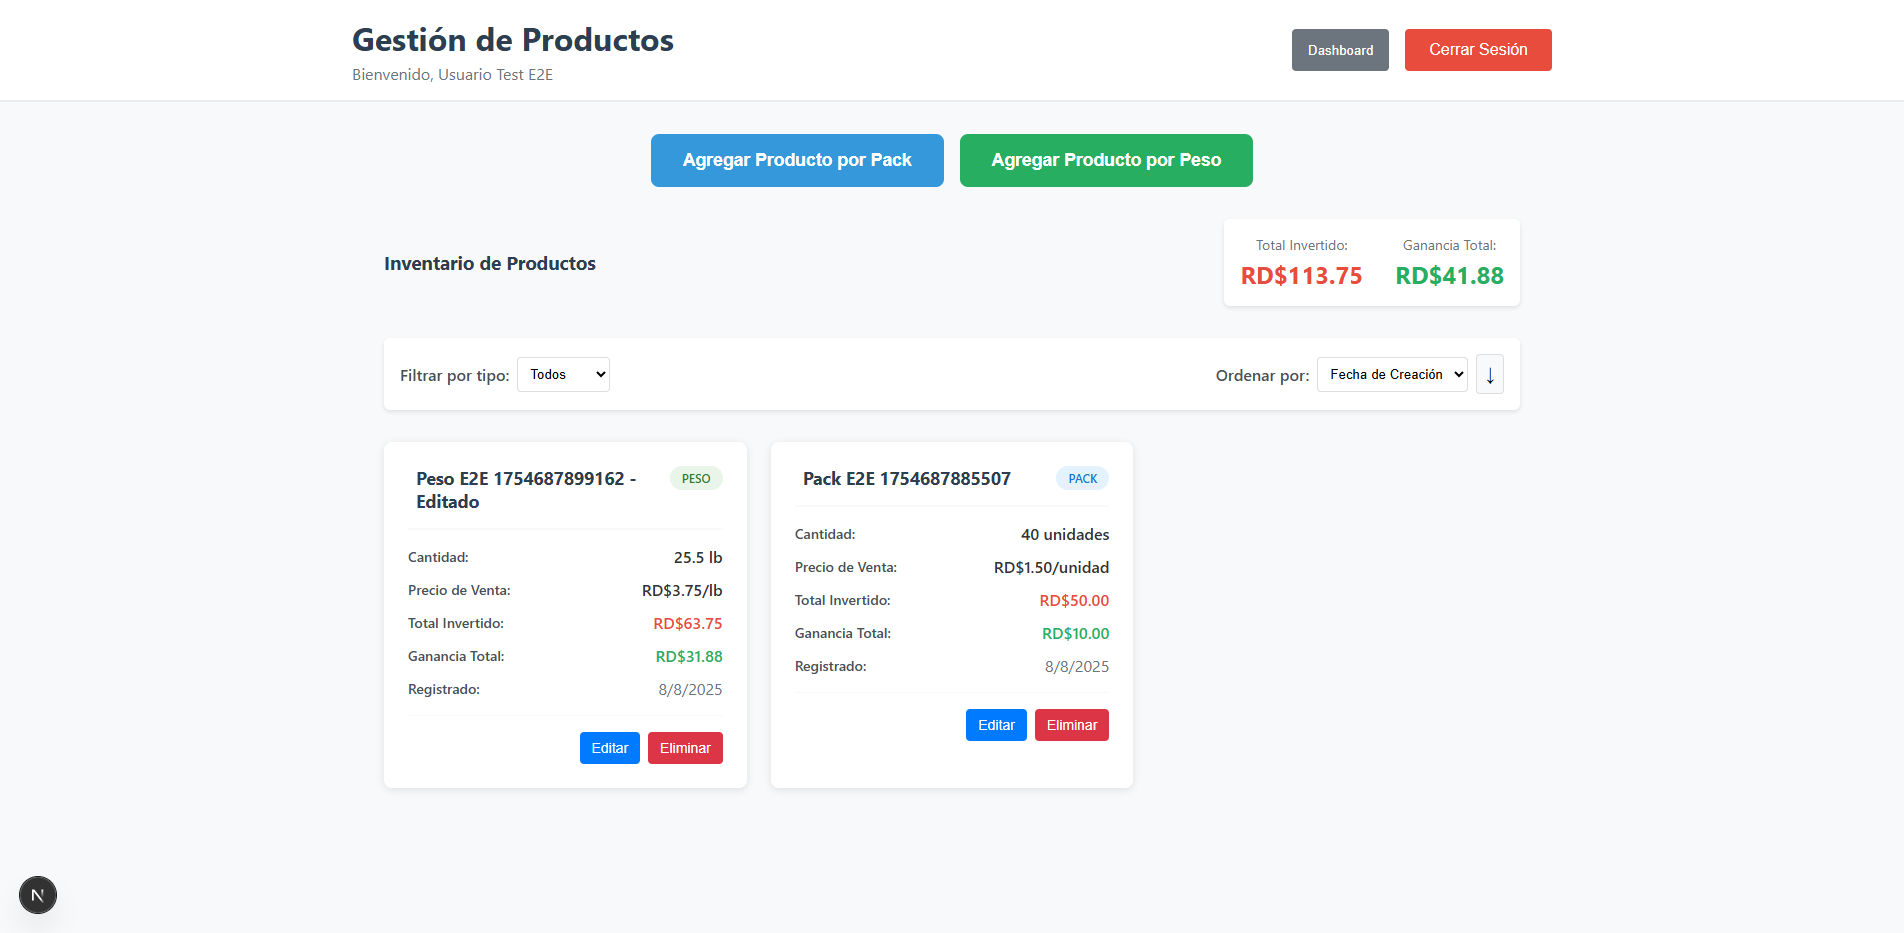 Gestión de Productos
Bienvenido, Usuario Test E2E
Dashboard
Cerrar Sesión
Agregar Producto por Pack
Agregar Producto por Peso
Inventario de Productos
Total Invertido:
RD$113.75
Ganancia Total:
RD$41.88
Filtrar por tipo:
Todos
Ordenar por:
Fecha de Creación
↓
Peso E2E 1754687899162 -
Editado
PESO
Cantidad:
25.5 lb
Precio de Venta:
RD$3.75/lb
Total Invertido:
RD$63.75
Ganancia Total:
RD$31.88
Registrado:
8/8/2025
Editar
Eliminar
Pack E2E 1754687885507
PACK
Cantidad:
40 unidades
Precio de Venta:
RD$1.50/unidad
Total Invertido:
RD$50.00
Ganancia Total:
RD$10.00
Registrado:
8/8/2025
Editar
Eliminar
N